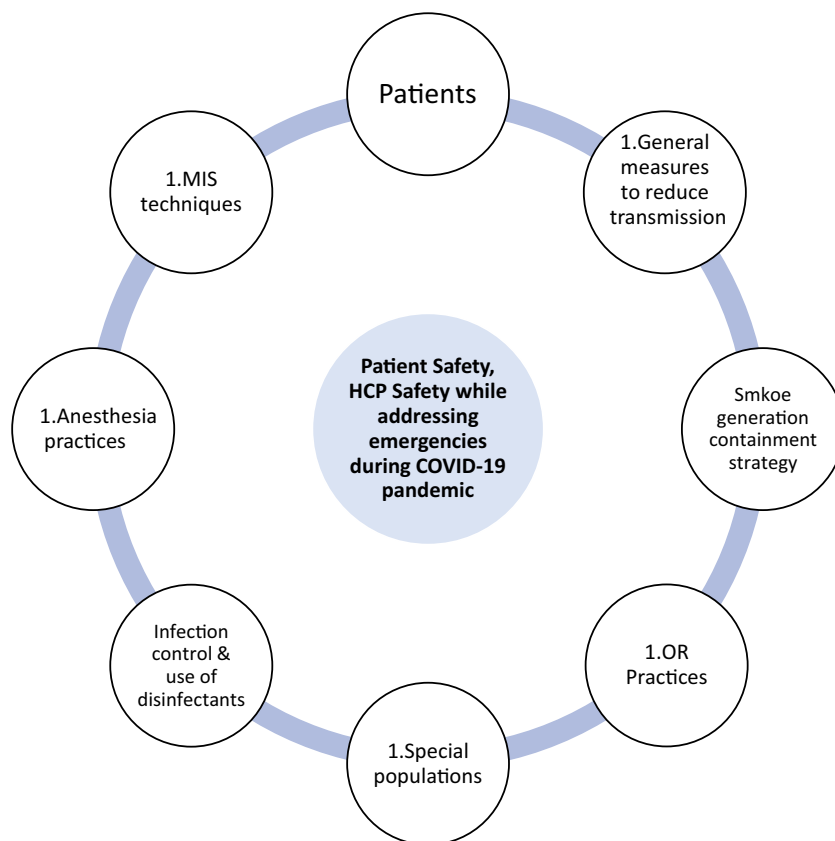 Patients
1.General
measures
to reduce
transmission
Smkoe
generation
containment
strategy
1.OR
Practices
1.Special
populations
Infection
control &
use of
disinfectants
1.Anesthesia
practices
1.MIS
techniques
Patient Safety,
HCP Safety while
addressing
emergencies
during COVID-19
pandemic